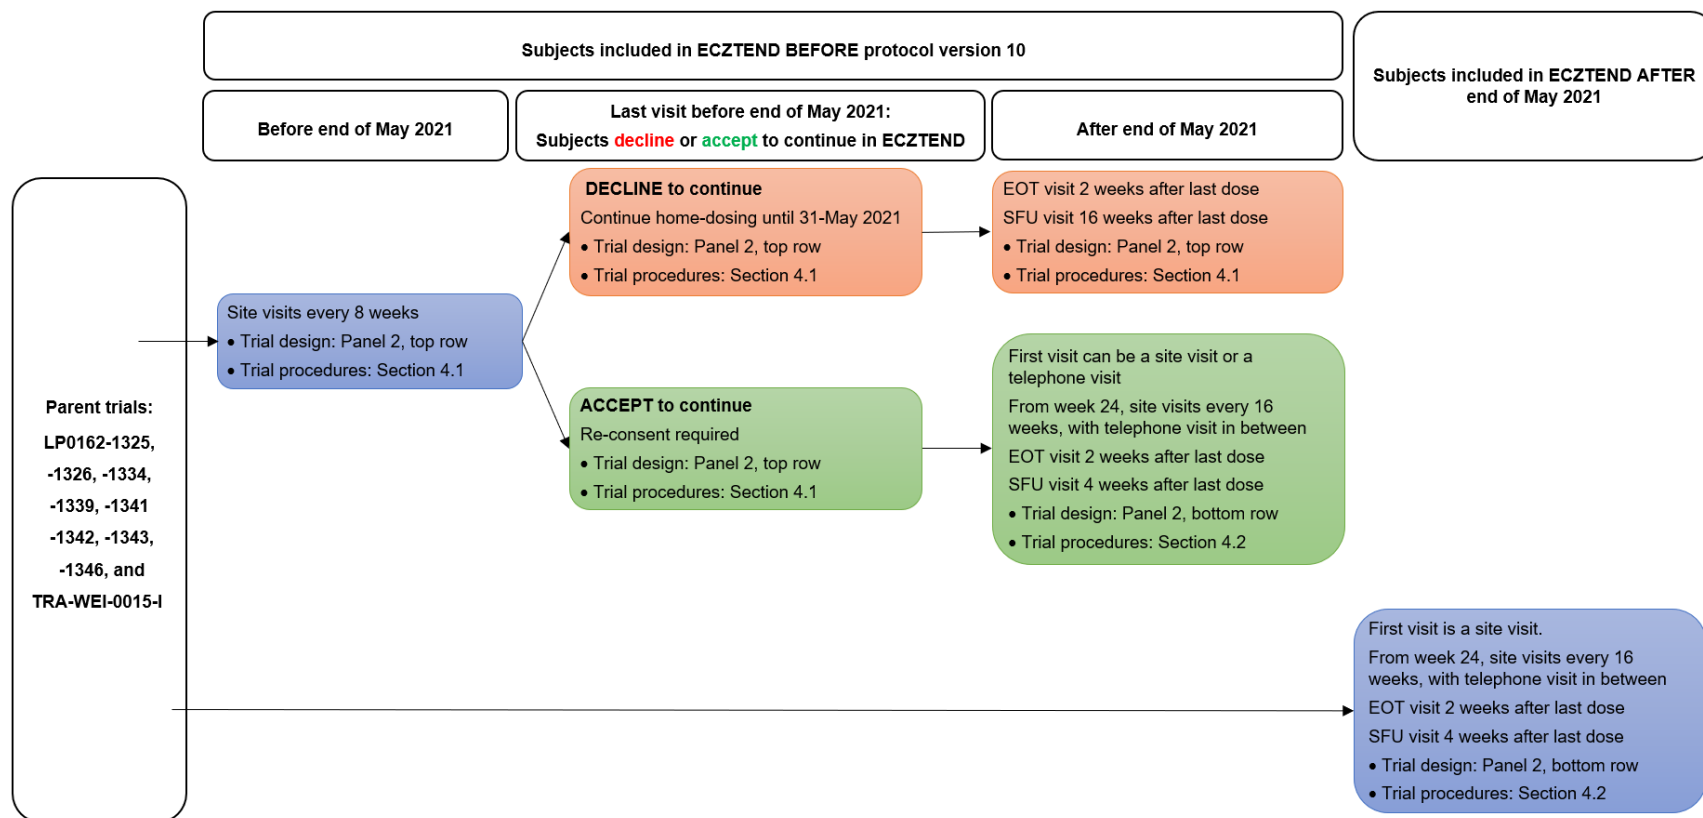 Subjects included in ECZTEND BEFORE protocol version 10
Subjects included in ECZTEND AFTER
end of May 2021
Before end of May 2021
Last visit before end of May 2021:
Subjects decline or accept to continue in ECZTEND
After end of May 2021
Parent trials:
LP0162-1325,
-1326, -1334,
-1339, -1341
-1342, -1343,
-1346, and
TRA-WEI-0015-I
Site visits every 8 weeks
• Trial design: Panel 2, top row
• Trial procedures: Section 4.1
DECLINE to continue
Continue home-dosing until 31-May 2021
• Trial design: Panel 2, top row
• Trial procedures: Section 4.1
EOT visit 2 weeks after last dose
SFU visit 16 weeks after last dose
• Trial design: Panel 2, top row
• Trial procedures: Section 4.1
ACCEPT to continue
Re-consent required
• Trial design: Panel 2, top row
• Trial procedures: Section 4.1
First visit can be a site visit or a
telephone visit
From week 24, site visits every 16
weeks, with telephone visit in between
EOT visit 2 weeks after last dose
SFU visit 4 weeks after last dose
• Trial design: Panel 2, bottom row
• Trial procedures: Section 4.2
First visit is a site visit.
From week 24, site visits every 16
weeks, with telephone visit in between
EOT visit 2 weeks after last dose
SFU visit 4 weeks after last dose
• Trial design: Panel 2, bottom row
• Trial procedures: Section 4.2